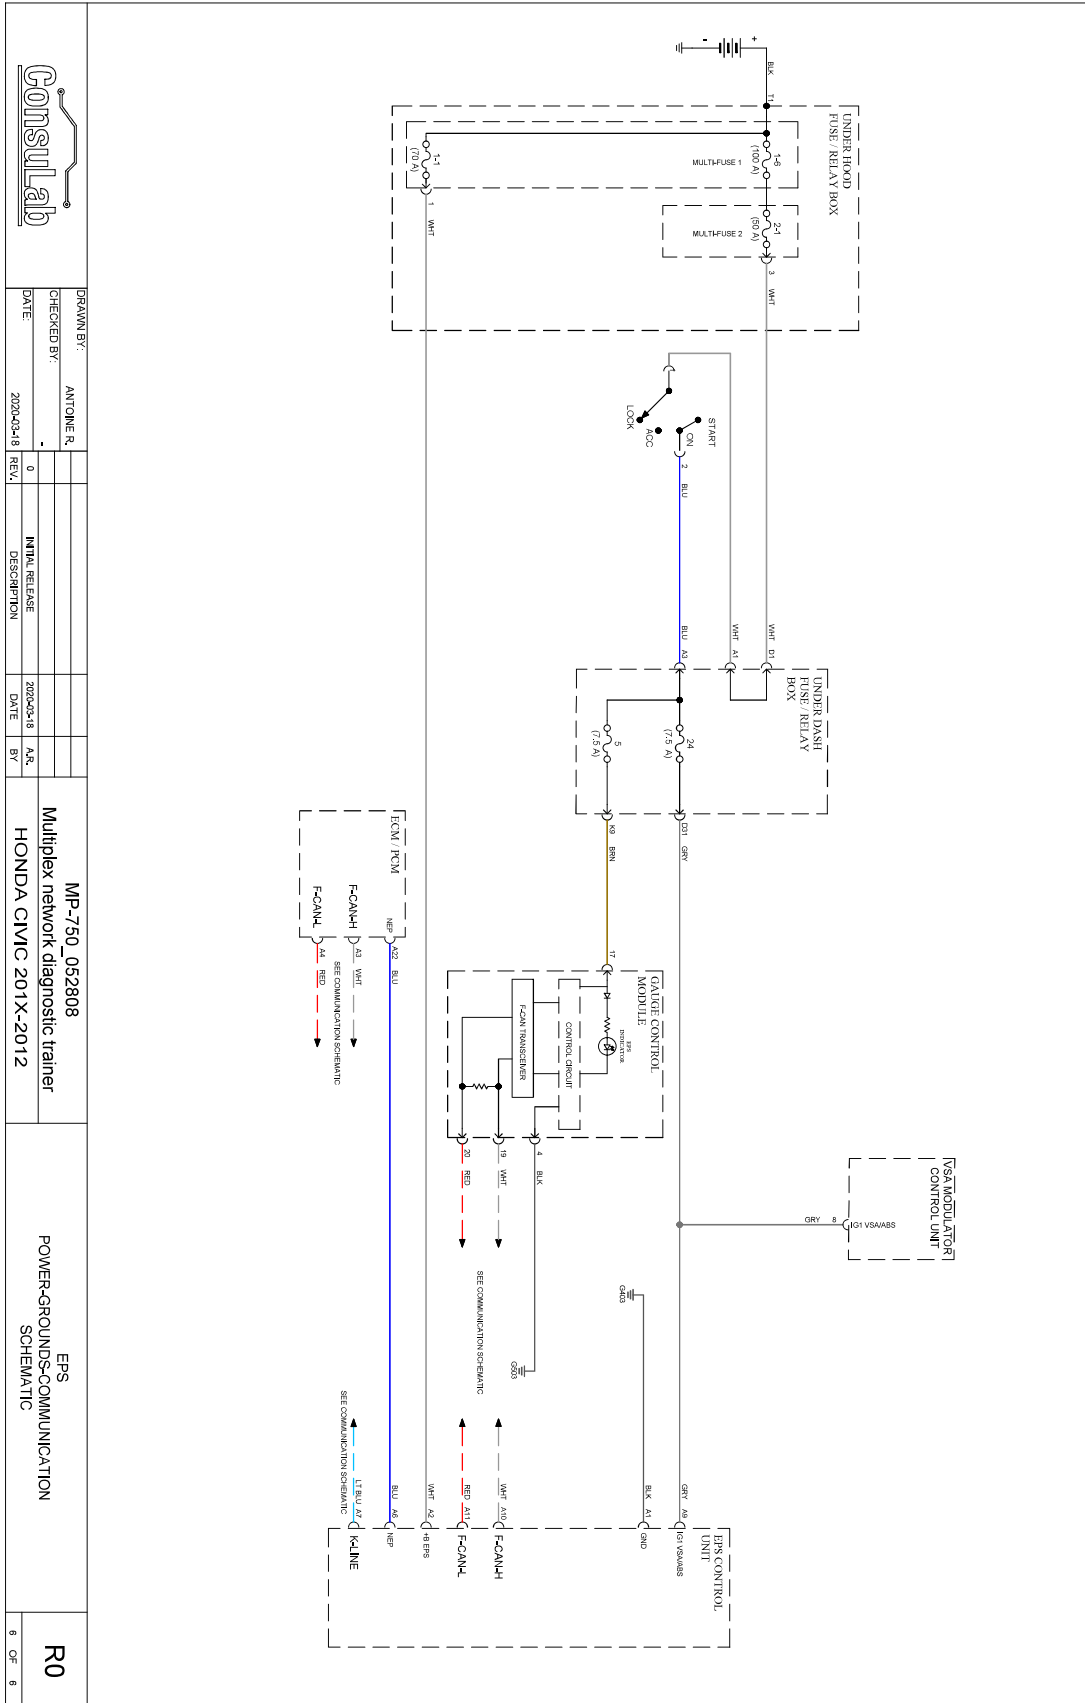 UNDER HOOD
FUSE / RELAY BOX
+
-
BLK
T1
1-6
(100 A)
MULTI-FUSE 1
1-1
(70 A)
2-1
(50 A)
MULTI-FUSE 2
1
WHT
3
WHT
START
ON
ACC
LOCK
2
BLU
BLU
A3
WHT
A1
WHT
D1
UNDER DASH
FUSE / RELAY
BOX
24
(7.5 A)
5
(7.5 A)
D31
GRY
K9
BRN
17
ECM / PCM
NEP
A22
BLU
F-CAN-H
A3
WHT
F-CAN-L
A4
RED
SEE COMMUNICATION SCHEMATIC
GAUGE CONTROL
MODULE
EPS
INDICATOR
CONTROL CIRCUIT
F-CAN TRANSCEIVER
4
BLK
19
WHT
20
RED
SEE COMMUNICATION SCHEMATIC
G503
G403
VSA MODULATOR
CONTROL UNIT
IG1 VSA/ABS
8
GRY
EPS CONTROL
UNIT
GRY
A9
IG1 VSA/ABS
BLK
A1
GND
WHT
A10
F-CAN-H
RED
A11
F-CAN-L
WHT
A2
+B EPS
BLU
A6
NEP
LT BLU
A7
K-LINE
SEE COMMUNICATION SCHEMATIC
ConsuLab
DRAWN BY:
ANTOINE R.
CHECKED BY:
-
DATE:
2020-03-18
0
INITIAL RELEASE
2020-03-18
A.R.
REV.
DESCRIPTION
DATE
BY
MP-750_052808
Multiplex network diagnostic trainer
HONDA CIVIC 201X-2012
EPS
POWER-GROUNDS-COMMUNICATION
SCHEMATIC
R0
6 OF 6